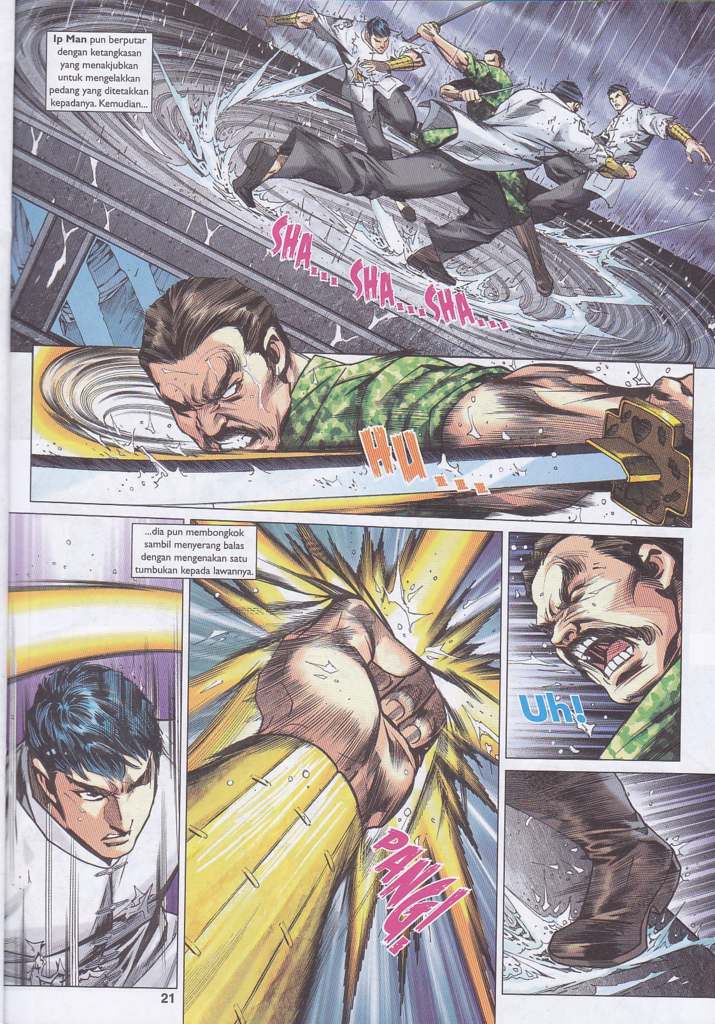 Ip Man pun berputar
dengan ketangkasan
yang menakjubkan
untuk mengelakkan
pedang yang ditetakkan
kepadanya. Kemudian...
SHA... SHA...SHA...
HU...
...dia pun membongkok
sambil menyerang balas
dengan mengenakan satu
tumbukan kepada lawannya.
Uh!
PANG!
21